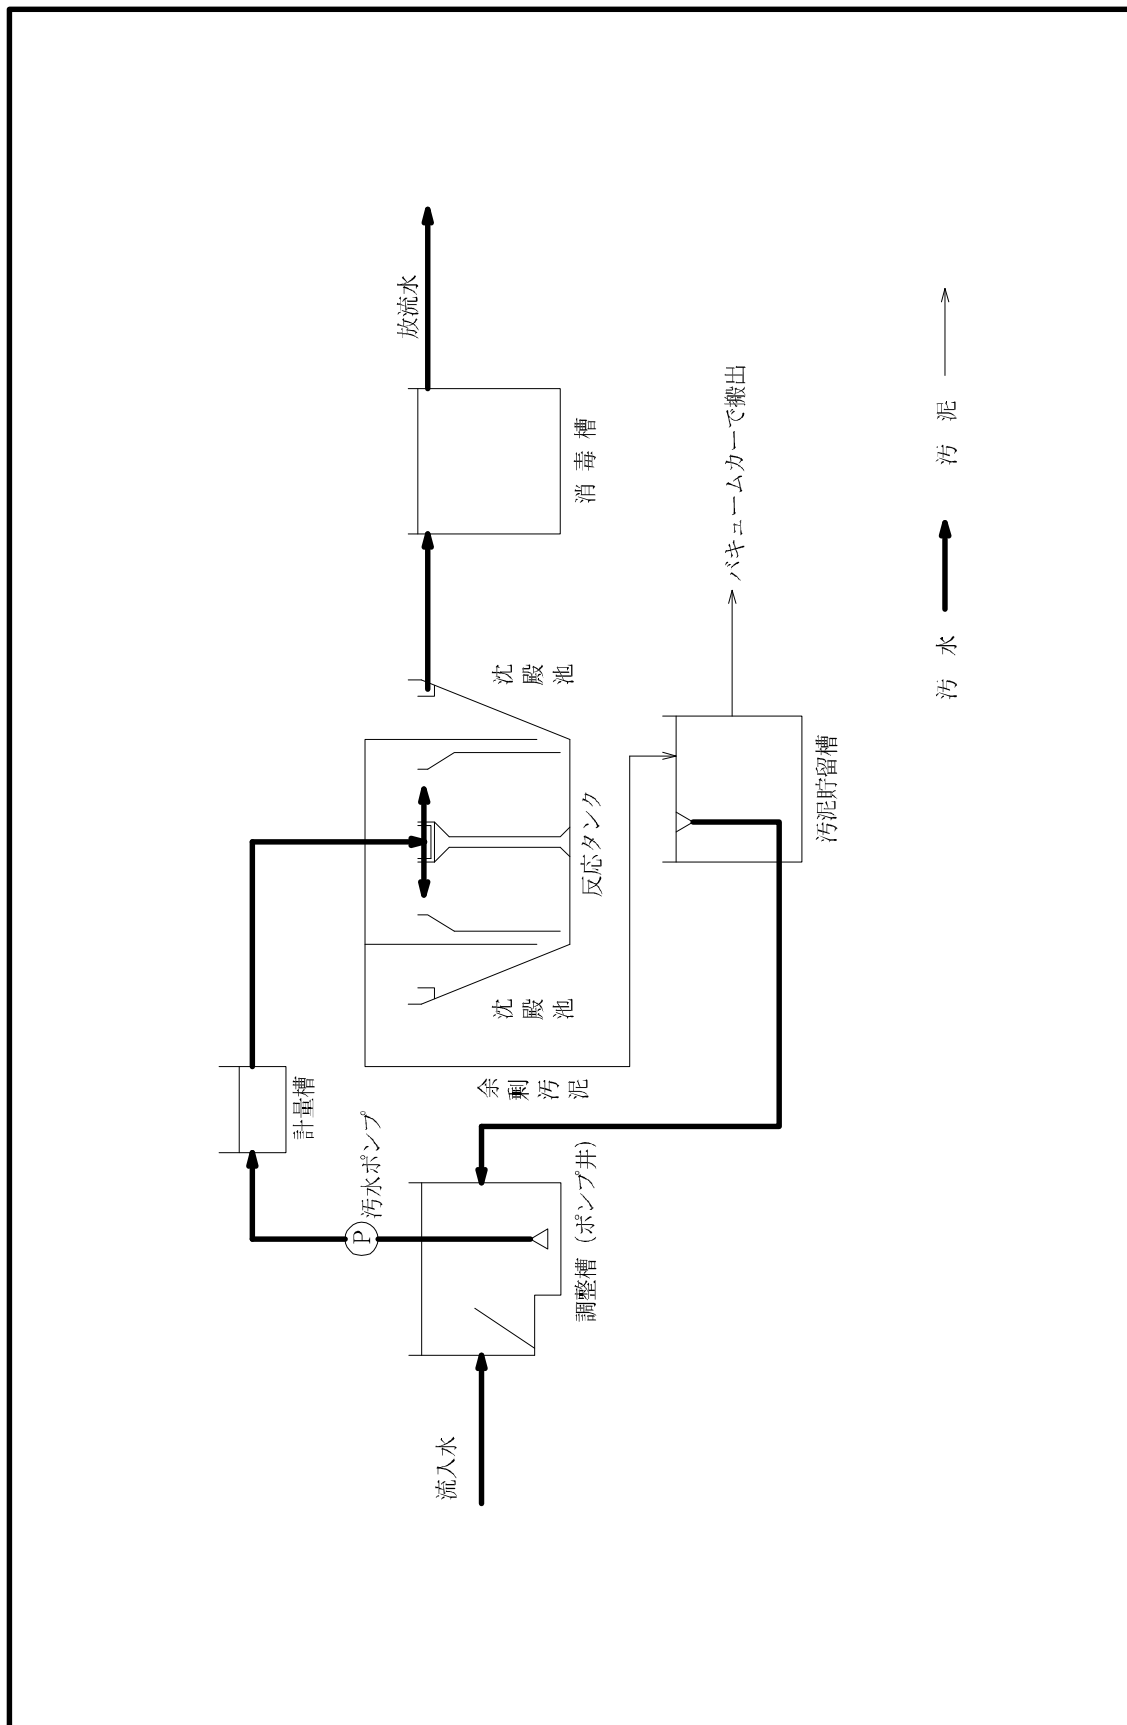 流入水
調整槽 (ポンプ井)
P
汚水ポンプ
計量槽
余剰汚泥
沈殿池
反応タンク
沈殿池
汚泥貯留槽
バキュームカーで搬出
消毒槽
放流水
汚水
汚泥